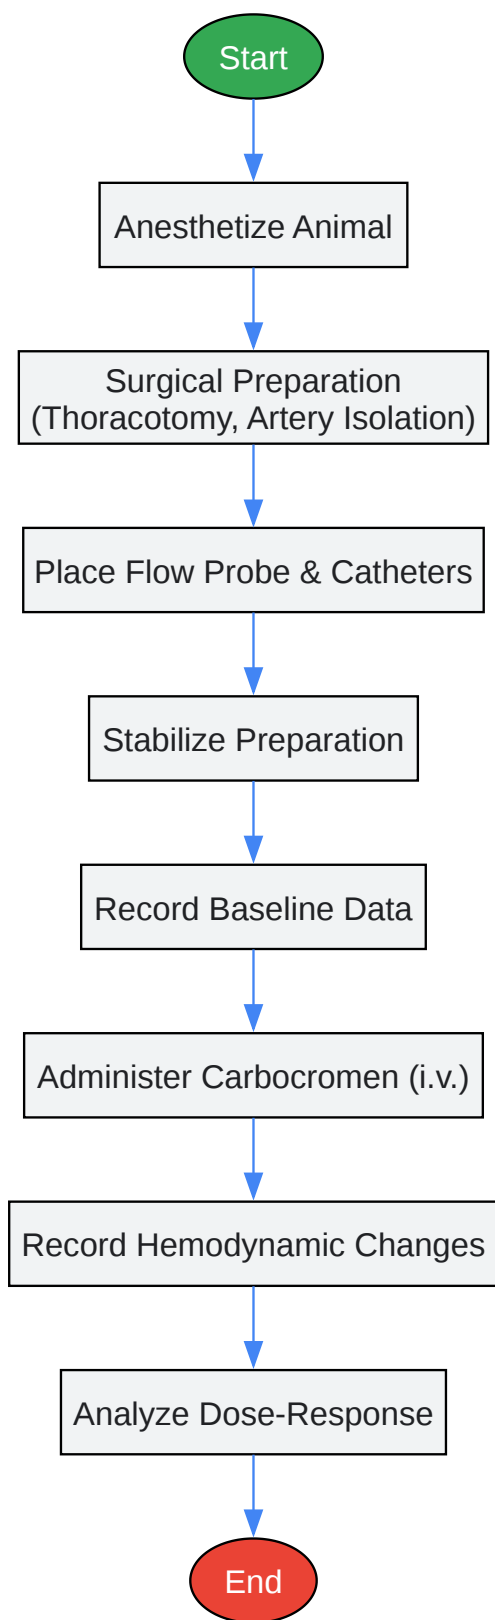 Start
Anesthetize Animal
Surgical Preparation
(Thoracotomy, Artery Isolation)
Place Flow Probe & Catheters
Stabilize Preparation
Record Baseline Data
Administer Carbocromen (i.v.)
Record Hemodynamic Changes
Analyze Dose-Response
End